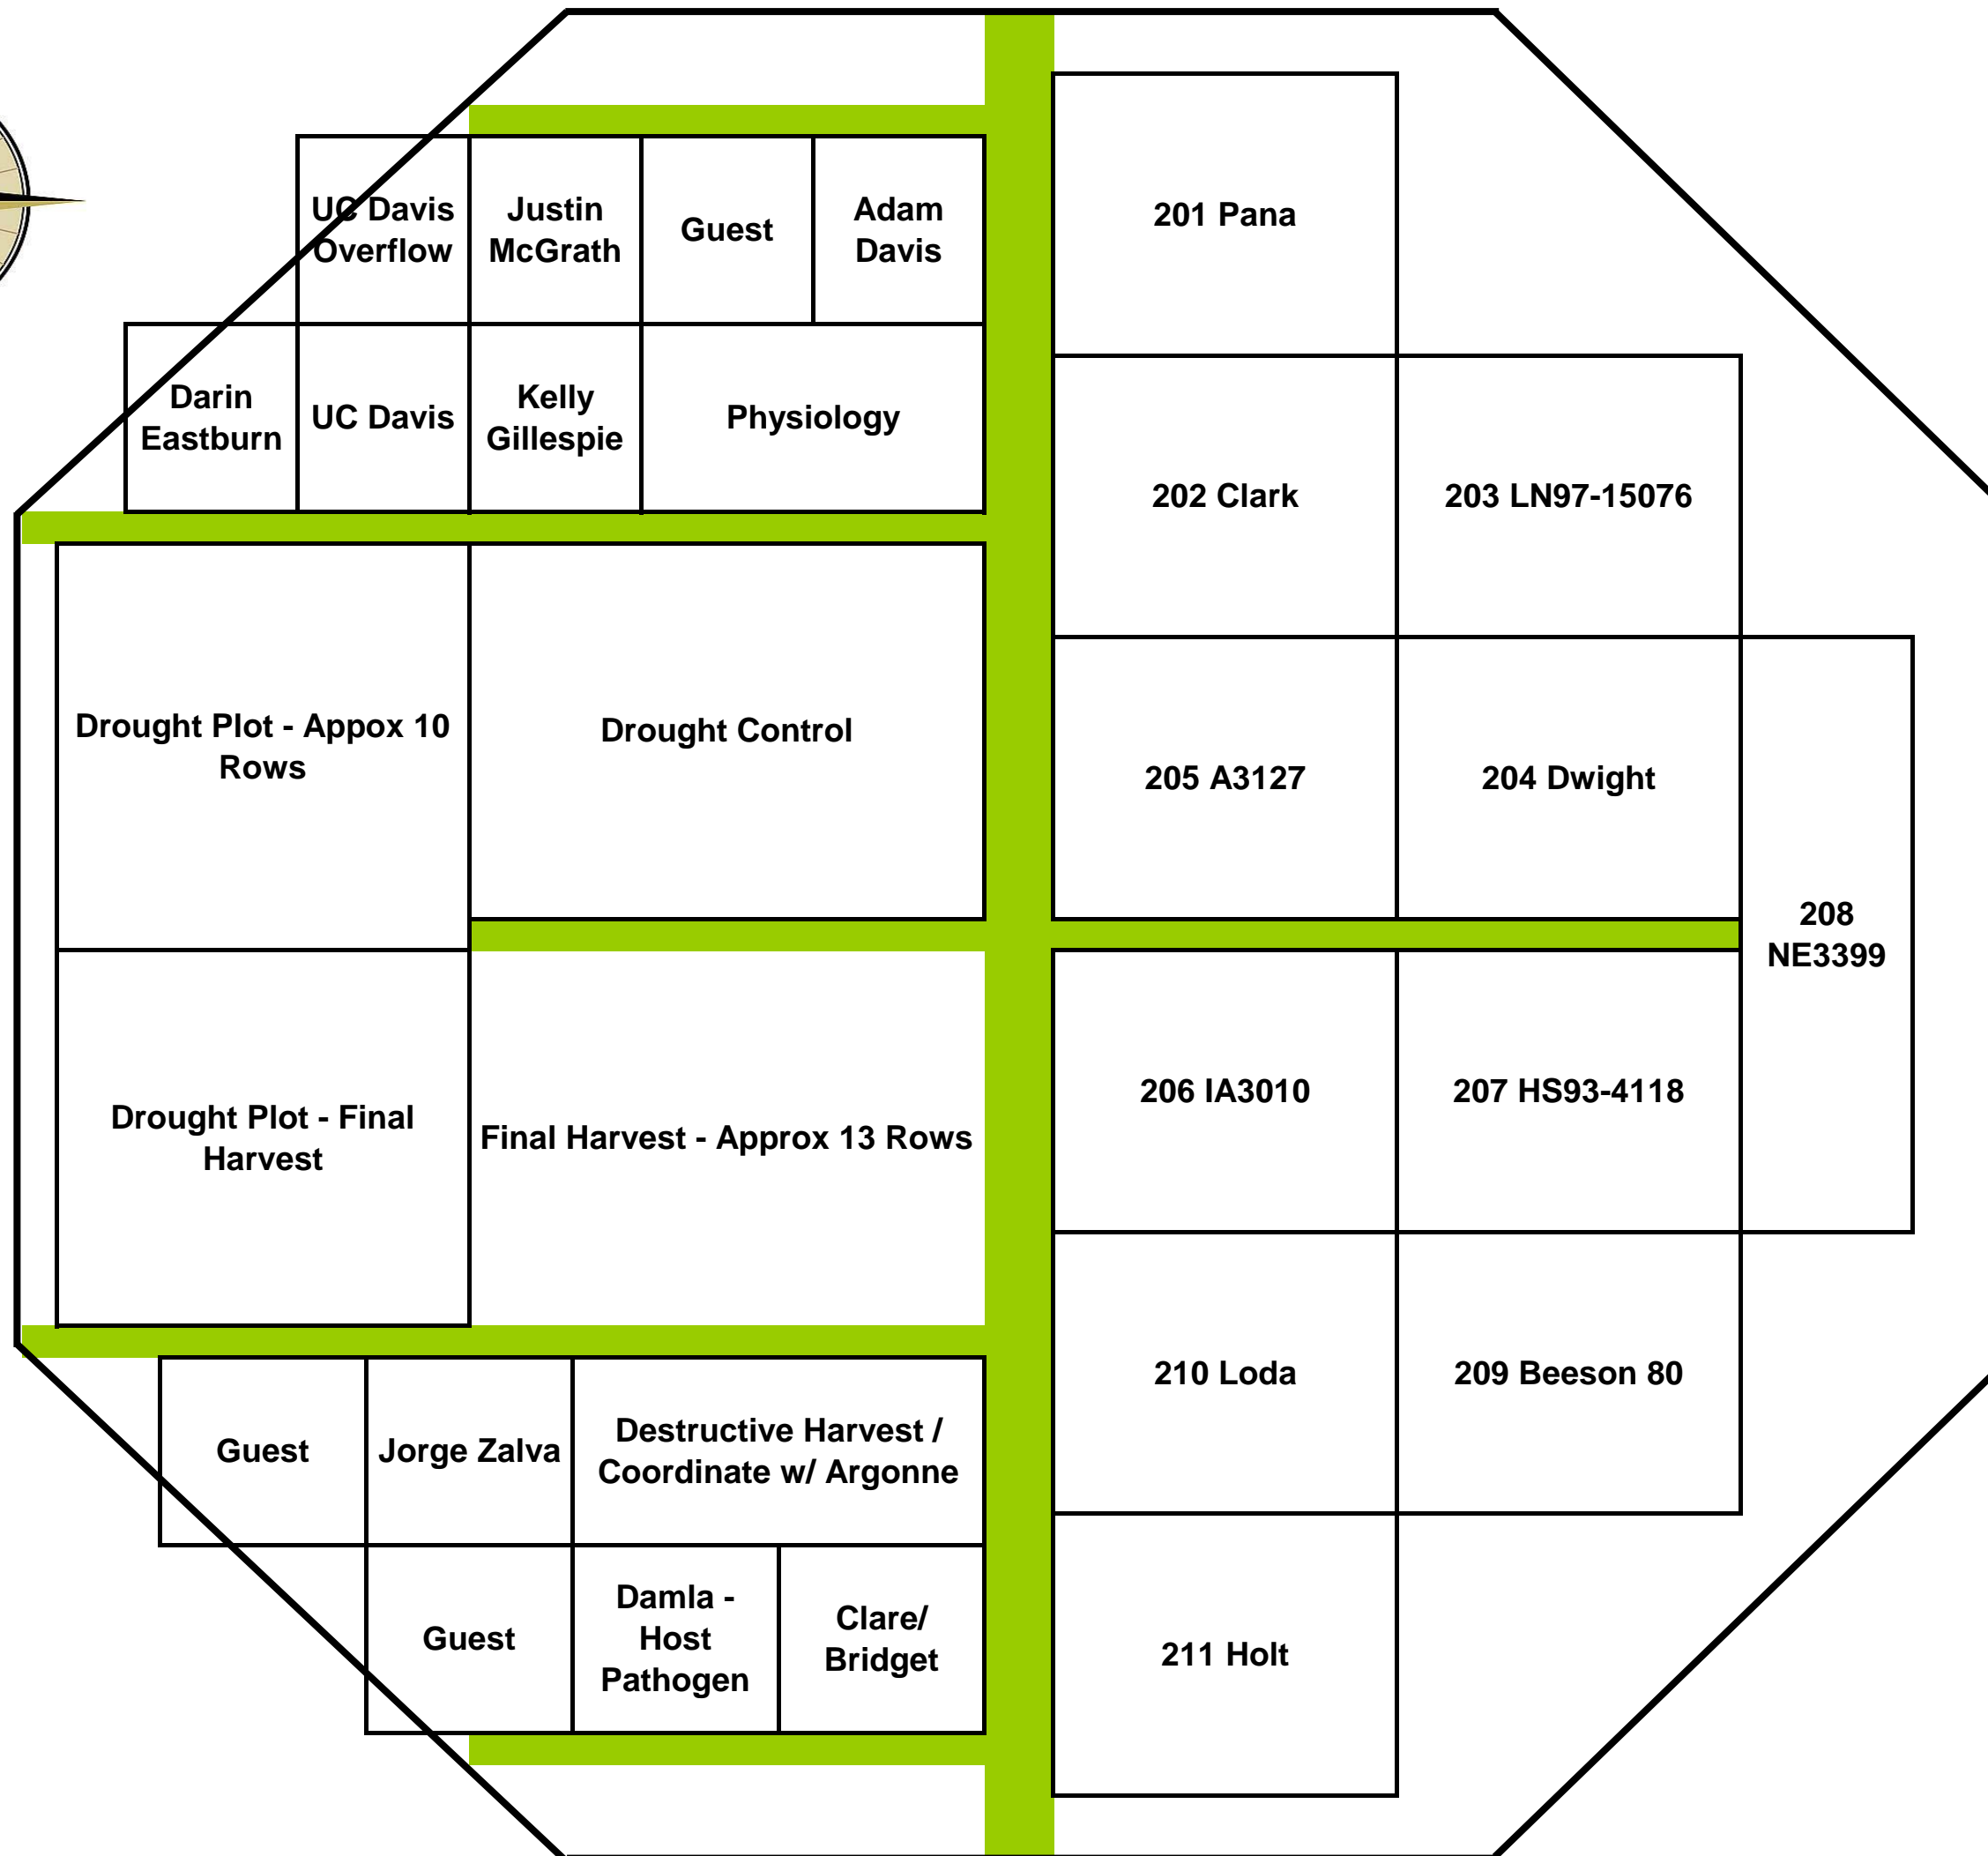 UC Davis
Overflow
Justin
McGrath
Guest
Adam
Davis
201 Pana
Darin
Eastburn
UC Davis
Kelly
Gillespie
Physiology
202 Clark
203 LN97-15076
Drought Plot - Appox 10
Rows
Drought Control
205 A3127
204 Dwight
208
NE3399
Drought Plot - Final
Harvest
Final Harvest - Approx 13 Rows
206 IA3010
207 HS93-4118
210 Loda
209 Beeson 80
Guest
Jorge Zalva
Destructive Harvest /
Coordinate w/ Argonne
Guest
Damla -
Host
Pathogen
Clare/
Bridget
211 Holt